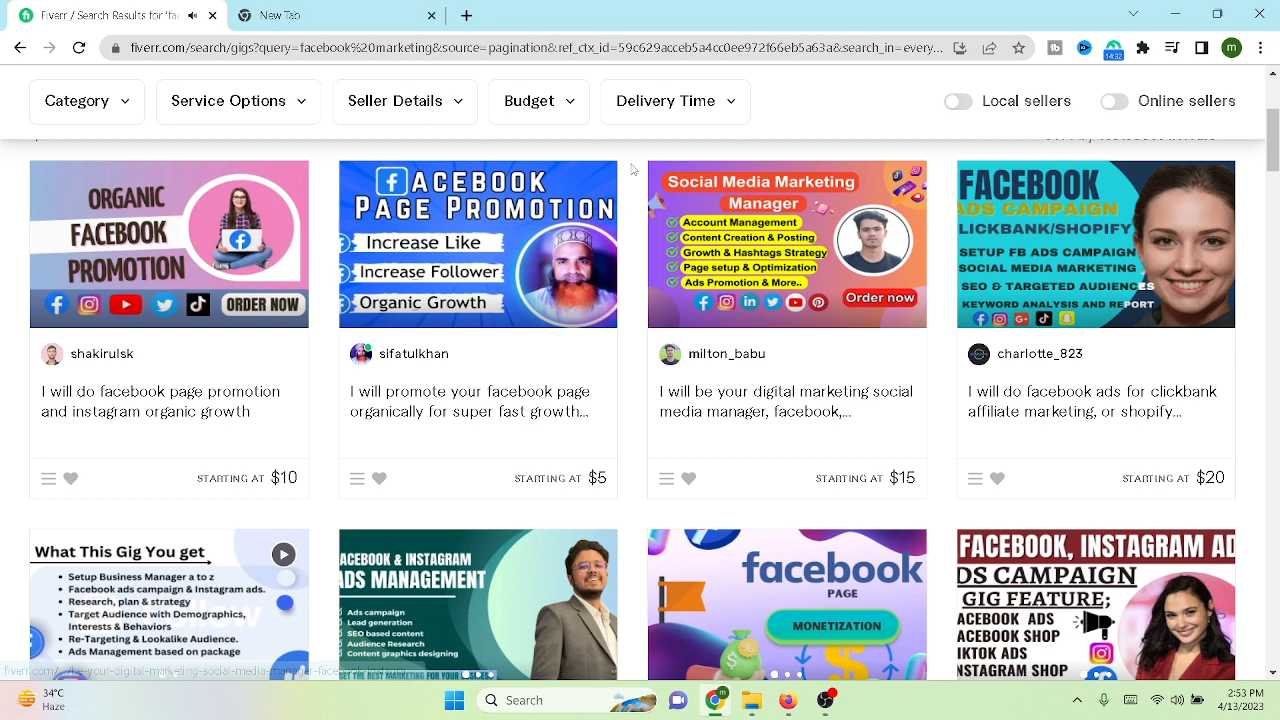 Fiverr
New Tab
fiverr.com/search/gigs?query=facebook%20marketing&source=pagination&ref_ctx_id=59c629acceb5a4cc0ee972f66eb5a63a&search_in=every...
14:32
m
Category
Service Options
Seller Details
Budget
Delivery Time
Local sellers
Online sellers
ORGANIC
FACEBOOK
PROMOTION
ORDER NOW
ACEBOOK
PAGE PROMOTION
Increase Like
Increase Follower
Organic Growth
Social Media Marketing
Manager
Account Management
Content Creation & Posting
Growth & Hashtags Strategy
Page setup & Optimization
Ads Promotion & More..
Order now
FACEBOOK
ADS CAMPAIGN
LICKBANK/SHOPIFY
SETUP FB ADS CAMPAIGN
SOCIAL MEDIA MARKETING
SEO & TARGETED AUDIENCES
KEYWORD ANALYSIS AND REPORT
shakirulsk
I will do facebook page promotion
and instagram organic growth
STARTING AT $10
sifatulkhan
I will promote your facebook page
organically for super fast growth...
STARTING AT $5
milton_babu
I will be your digital marketing social
media manager, facebook,...
STARTING AT $15
charlotte_823
I will do facebook ads for clickbank
affiliate marketing, or shopify...
STARTING AT $20
What This Gig You get
• Setup Business Manager a to z
• Facebook ads campaign & Instagram ads.
• Research, plan & strategy
• Target Audience with Demographics,
Interests & Behaviors
• Re-Targeting & Lookalike Audience.
• Ads Management based on package
ACEBOOK & INSTAGRAM
ADS MANAGEMENT
Ads campaign
Lead generation
SEO based content
Audience Research
Content graphics designing
GET THE BEST MARKETING FOR YOUR BUSINESS
facebook
PAGE
MONETIZATION
FACEBOOK, INSTAGRAM AD
DS CAMPAIGN
GIG FEATURE;
ACEBOOK ADS
ACEBOOK SHOP
IKTOK ADS
NSTAGRAM SHOP
34°C
Haze
Search
2:53 PM
4/13/2023